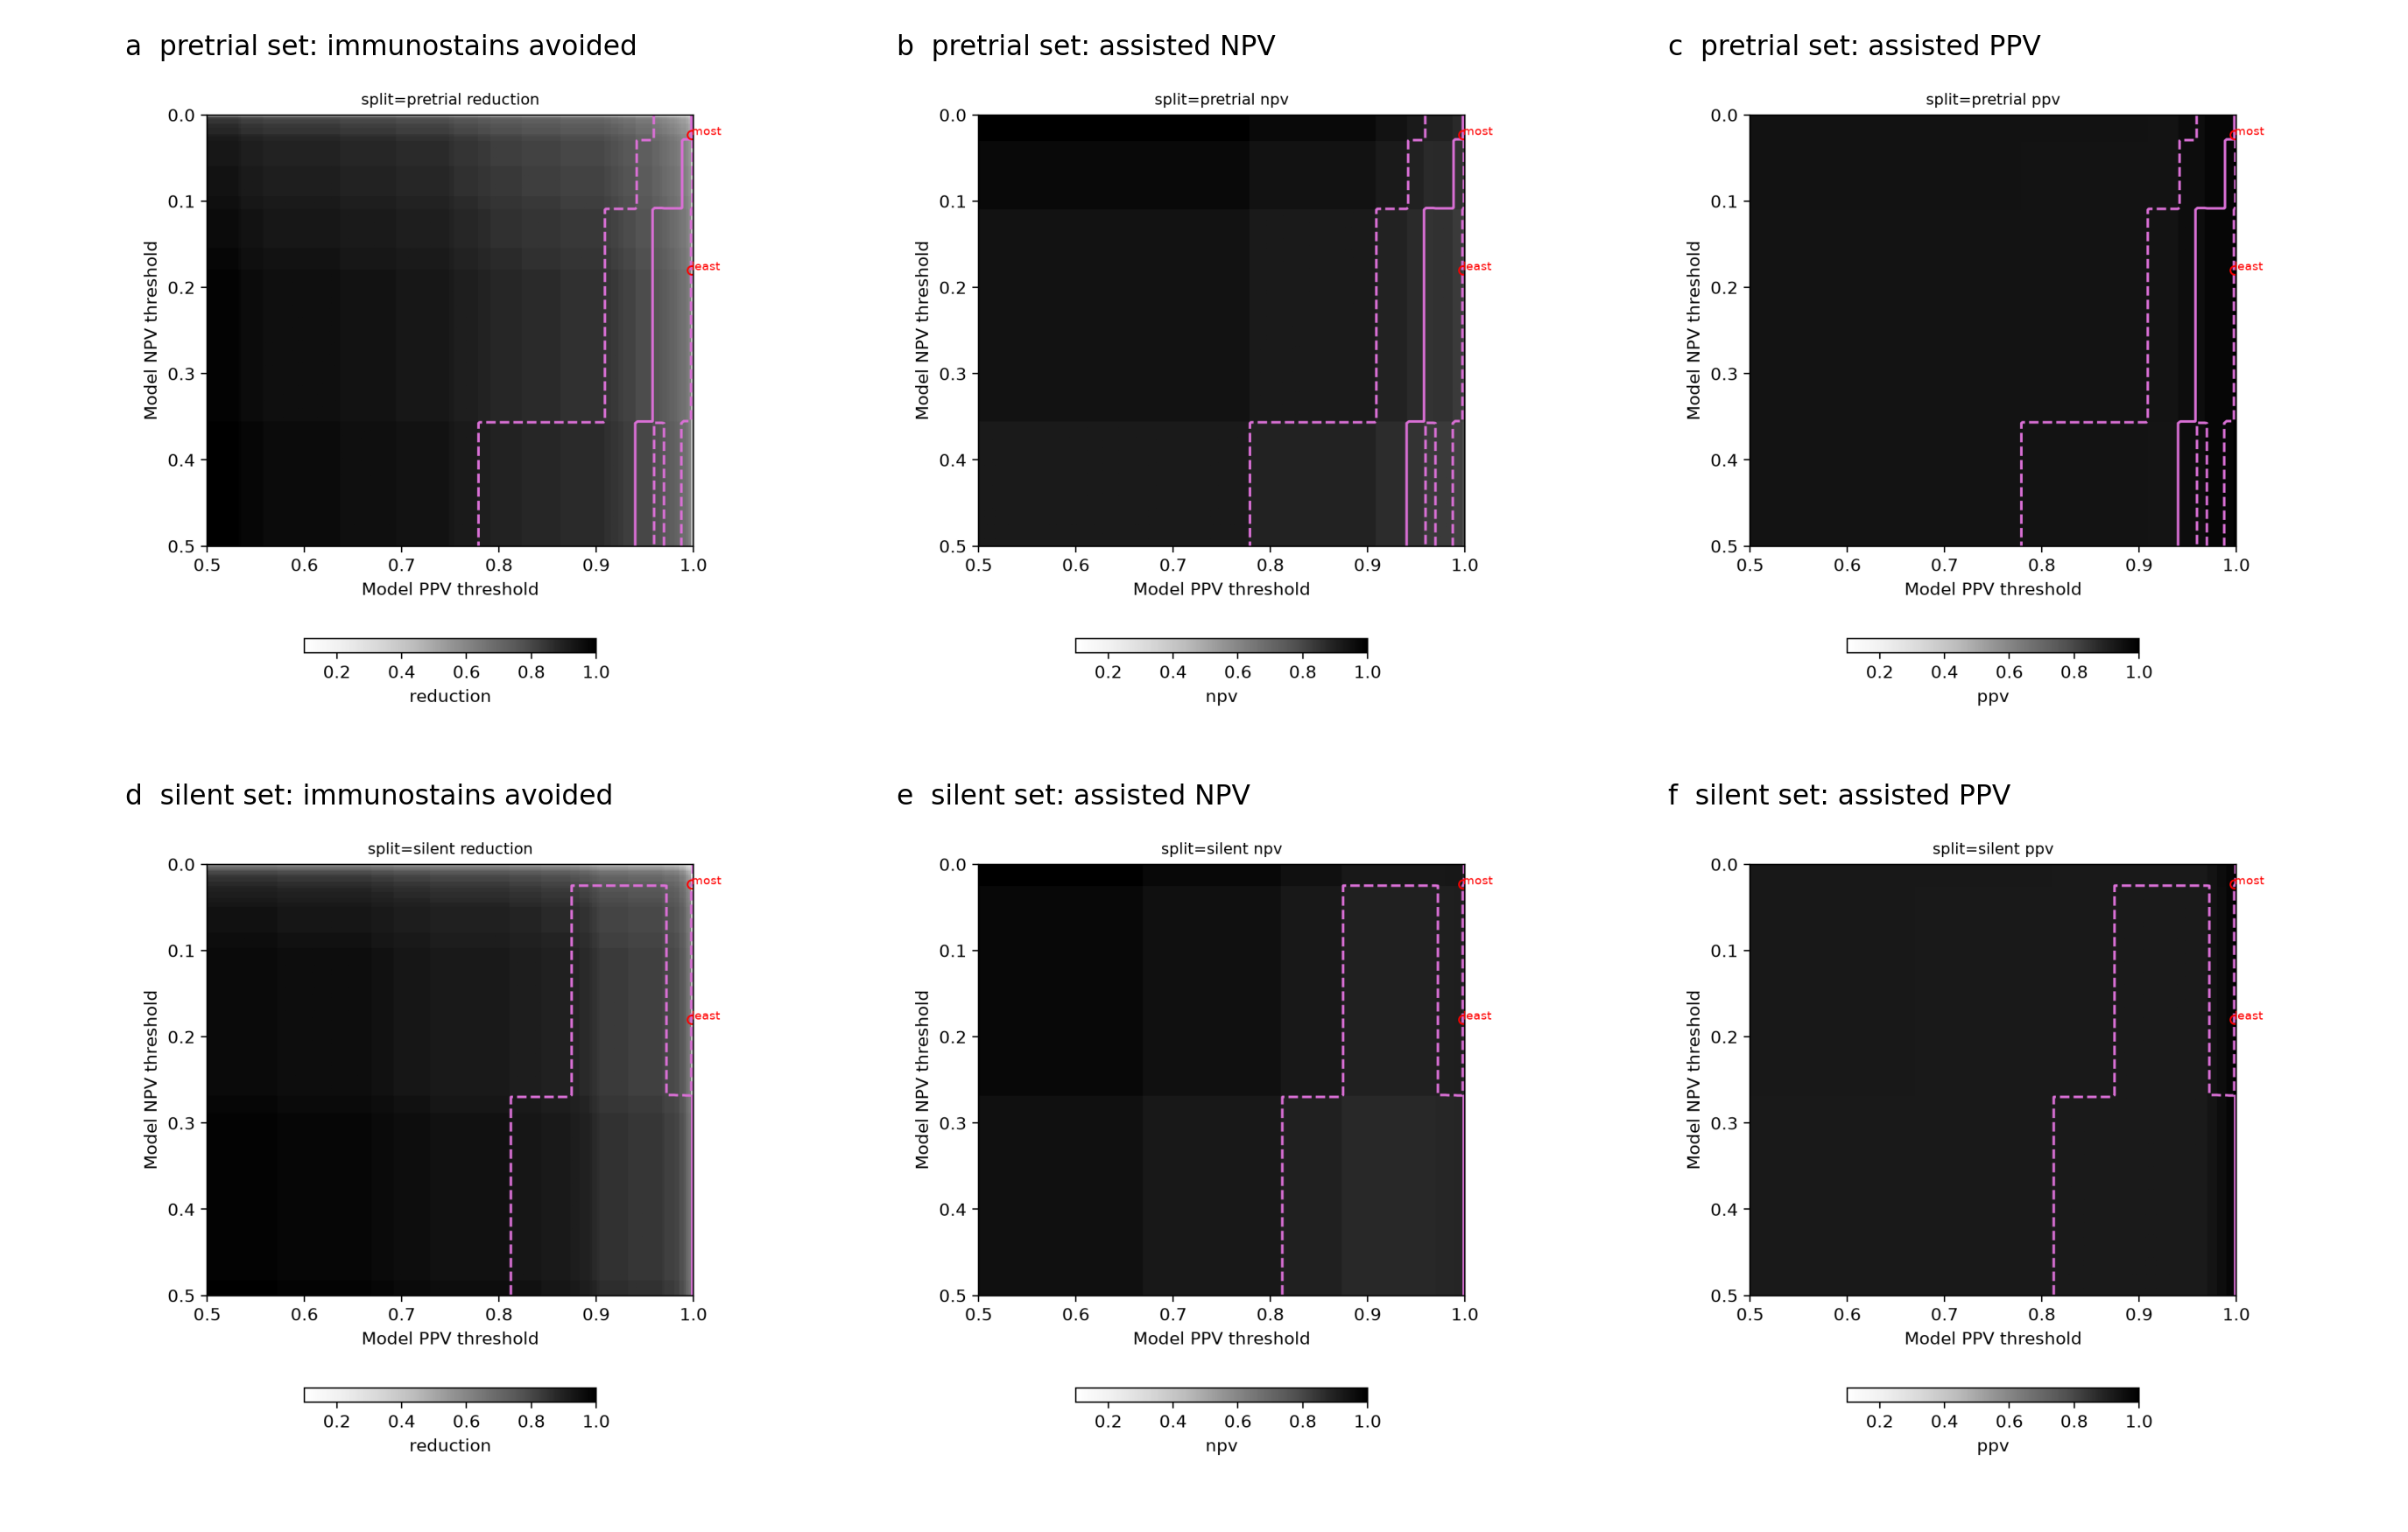 a pretrial set: immunostains avoided
split=pretrial reduction
0.0
0.1
0.2
0.3
0.4
0.5
Model NPV threshold
most
east
0.5 0.6 0.7 0.8 0.9 1.0
Model PPV threshold
0.2 0.4 0.6 0.8 1.0
reduction
b pretrial set: assisted NPV
split=pretrial npv
0.0
0.1
0.2
0.3
0.4
0.5
Model NPV threshold
most
east
0.5 0.6 0.7 0.8 0.9 1.0
Model PPV threshold
0.2 0.4 0.6 0.8 1.0
npv
c pretrial set: assisted PPV
split=pretrial ppv
0.0
0.1
0.2
0.3
0.4
0.5
Model NPV threshold
most
east
0.5 0.6 0.7 0.8 0.9 1.0
Model PPV threshold
0.2 0.4 0.6 0.8 1.0
ppv
d silent set: immunostains avoided
split=silent reduction
0.0
0.1
0.2
0.3
0.4
0.5
Model NPV threshold
most
east
0.5 0.6 0.7 0.8 0.9 1.0
Model PPV threshold
0.2 0.4 0.6 0.8 1.0
reduction
e silent set: assisted NPV
split=silent npv
0.0
0.1
0.2
0.3
0.4
0.5
Model NPV threshold
most
east
0.5 0.6 0.7 0.8 0.9 1.0
Model PPV threshold
0.2 0.4 0.6 0.8 1.0
npv
f silent set: assisted PPV
split=silent ppv
0.0
0.1
0.2
0.3
0.4
0.5
Model NPV threshold
most
east
0.5 0.6 0.7 0.8 0.9 1.0
Model PPV threshold
0.2 0.4 0.6 0.8 1.0
ppv